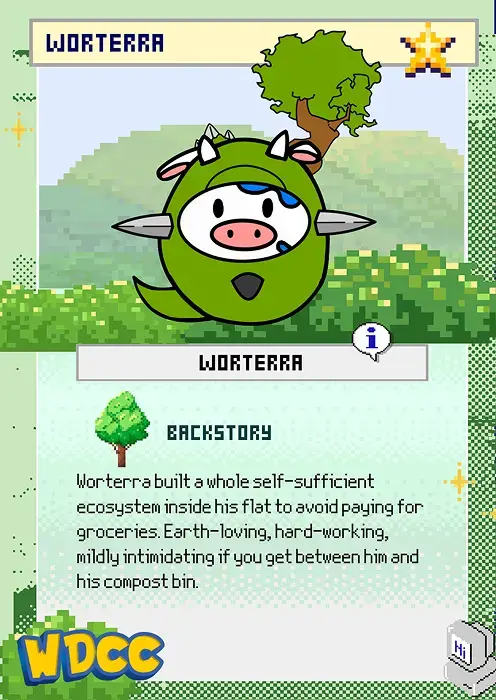 WORTERRA
i
WORTERRA
BACKSTORY
Worterra built a whole self-sufficient
ecosystem inside his flat to avoid paying for
groceries. Earth-loving, hard-working,
mildly intimidating if you get between him and
his compost bin.
WDCC
Hi